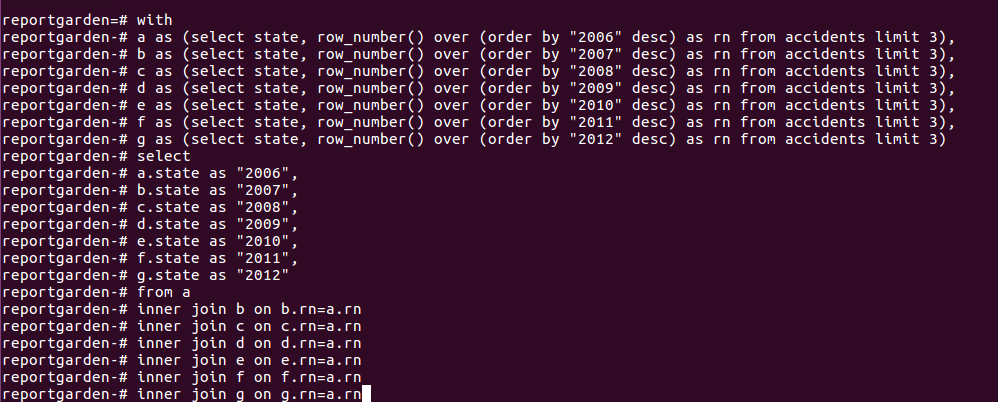 reportgarden=# with
reportgarden-# a as (select state, row_number() over (order by "2006" desc) as rn from accidents limit 3),
reportgarden-# b as (select state, row_number() over (order by "2007" desc) as rn from accidents limit 3),
reportgarden-# c as (select state, row_number() over (order by "2008" desc) as rn from accidents limit 3),
reportgarden-# d as (select state, row_number() over (order by "2009" desc) as rn from accidents limit 3),
reportgarden-# e as (select state, row_number() over (order by "2010" desc) as rn from accidents limit 3),
reportgarden-# f as (select state, row_number() over (order by "2011" desc) as rn from accidents limit 3),
reportgarden-# g as (select state, row_number() over (order by "2012" desc) as rn from accidents limit 3)
reportgarden-# select
reportgarden-# a.state as "2006",
reportgarden-# b.state as "2007",
reportgarden-# c.state as "2008",
reportgarden-# d.state as "2009",
reportgarden-# e.state as "2010",
reportgarden-# f.state as "2011",
reportgarden-# g.state as "2012"
reportgarden-# from a
reportgarden-# inner join b on b.rn=a.rn
reportgarden-# inner join c on c.rn=a.rn
reportgarden-# inner join d on d.rn=a.rn
reportgarden-# inner join e on e.rn=a.rn
reportgarden-# inner join f on f.rn=a.rn
reportgarden-# inner join g on g.rn=a.rn